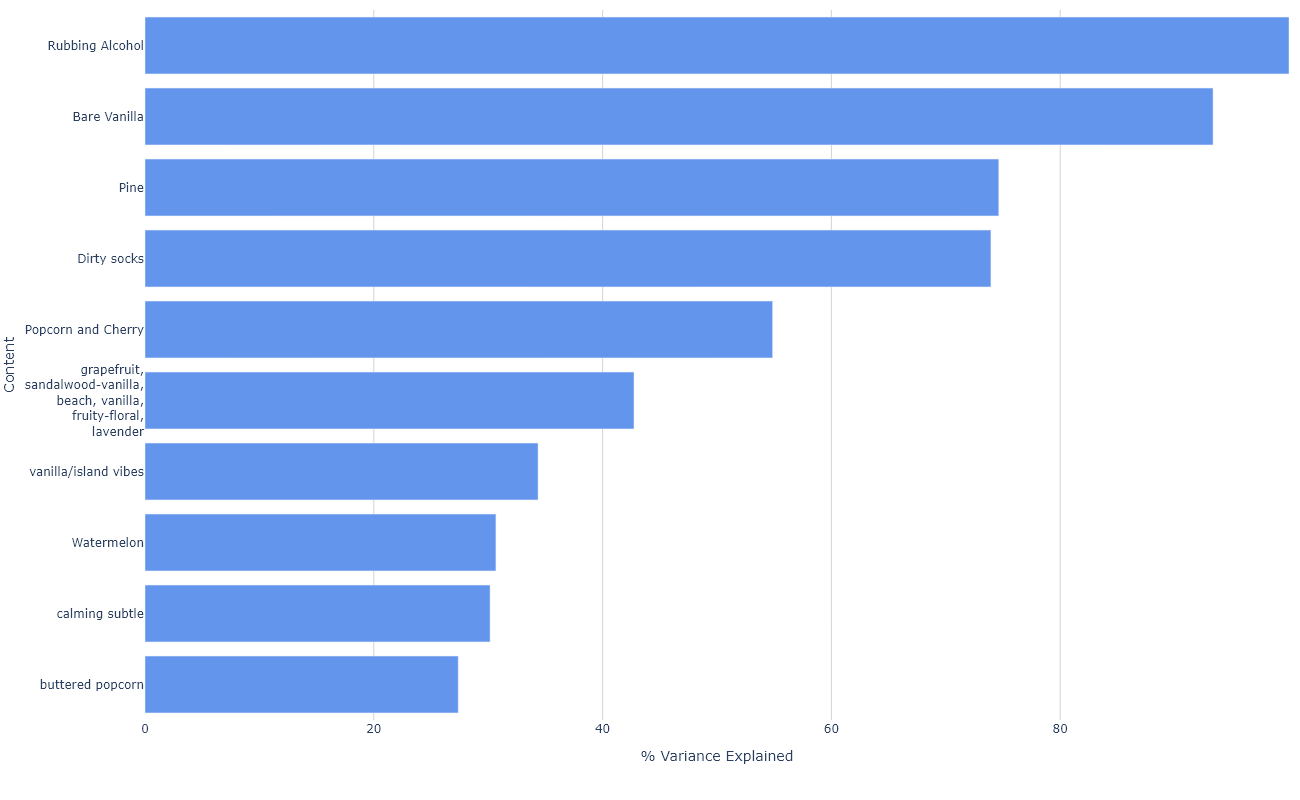 Rubbing Alcohol
Bare Vanilla
Pine
Dirty socks
Popcorn and Cherry
grapefruit,
sandalwood-vanilla,
beach, vanilla,
fruity-floral,
lavender
vanilla/island vibes
Watermelon
calming subtle
buttered popcorn
Content
0 20 40 60 80
% Variance Explained